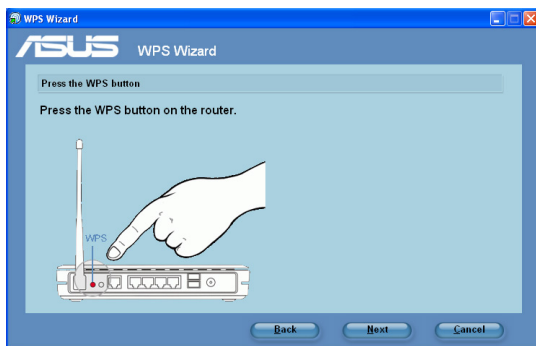 WPS Wizard
ASUS WPS Wizard
Press the WPS button
Press the WPS button on the router.
WPS
Back Next Cancel